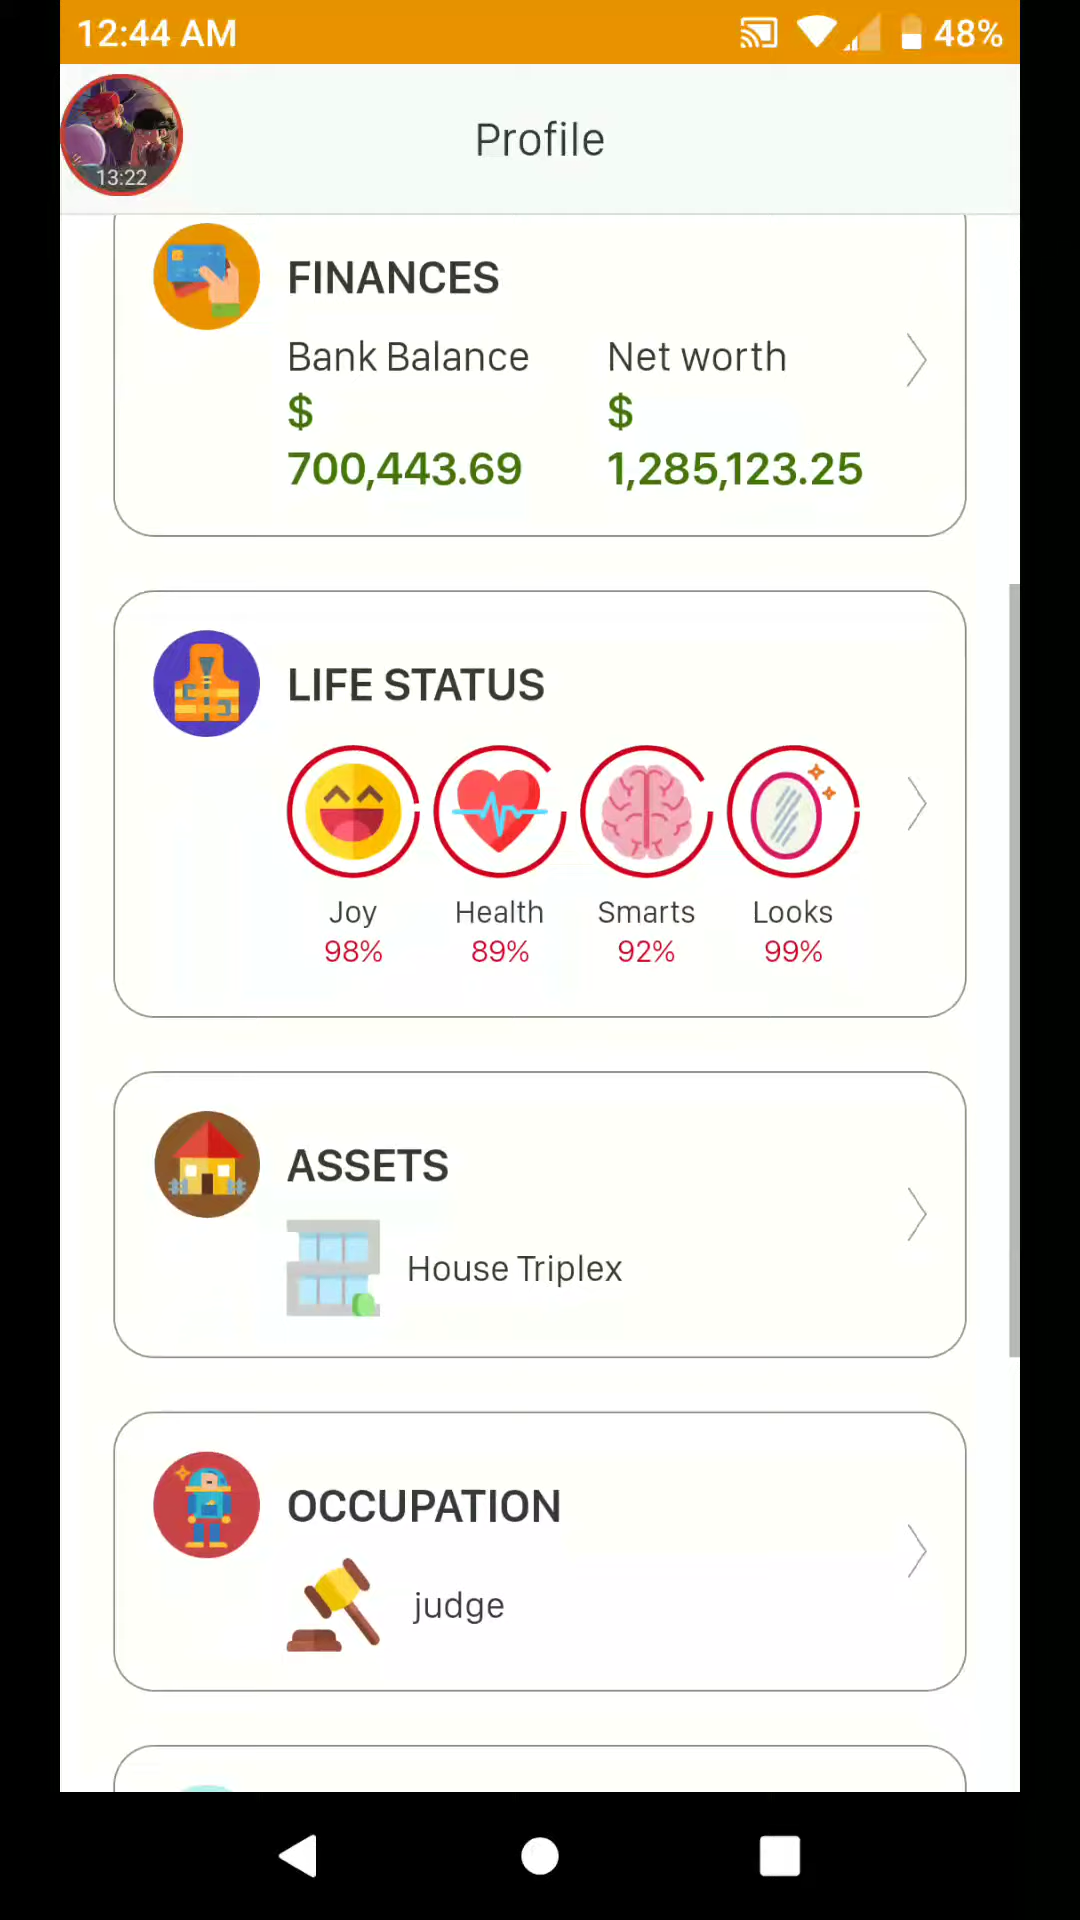 12:44 AM
48%
13:22
Profile
FINANCES
Bank Balance
Net worth
$
$
700,443.69
1,285,123.25
LIFE STATUS
Joy
Health
Smarts
Looks
98%
89%
92%
99%
ASSETS
House Triplex
OCCUPATION
judge